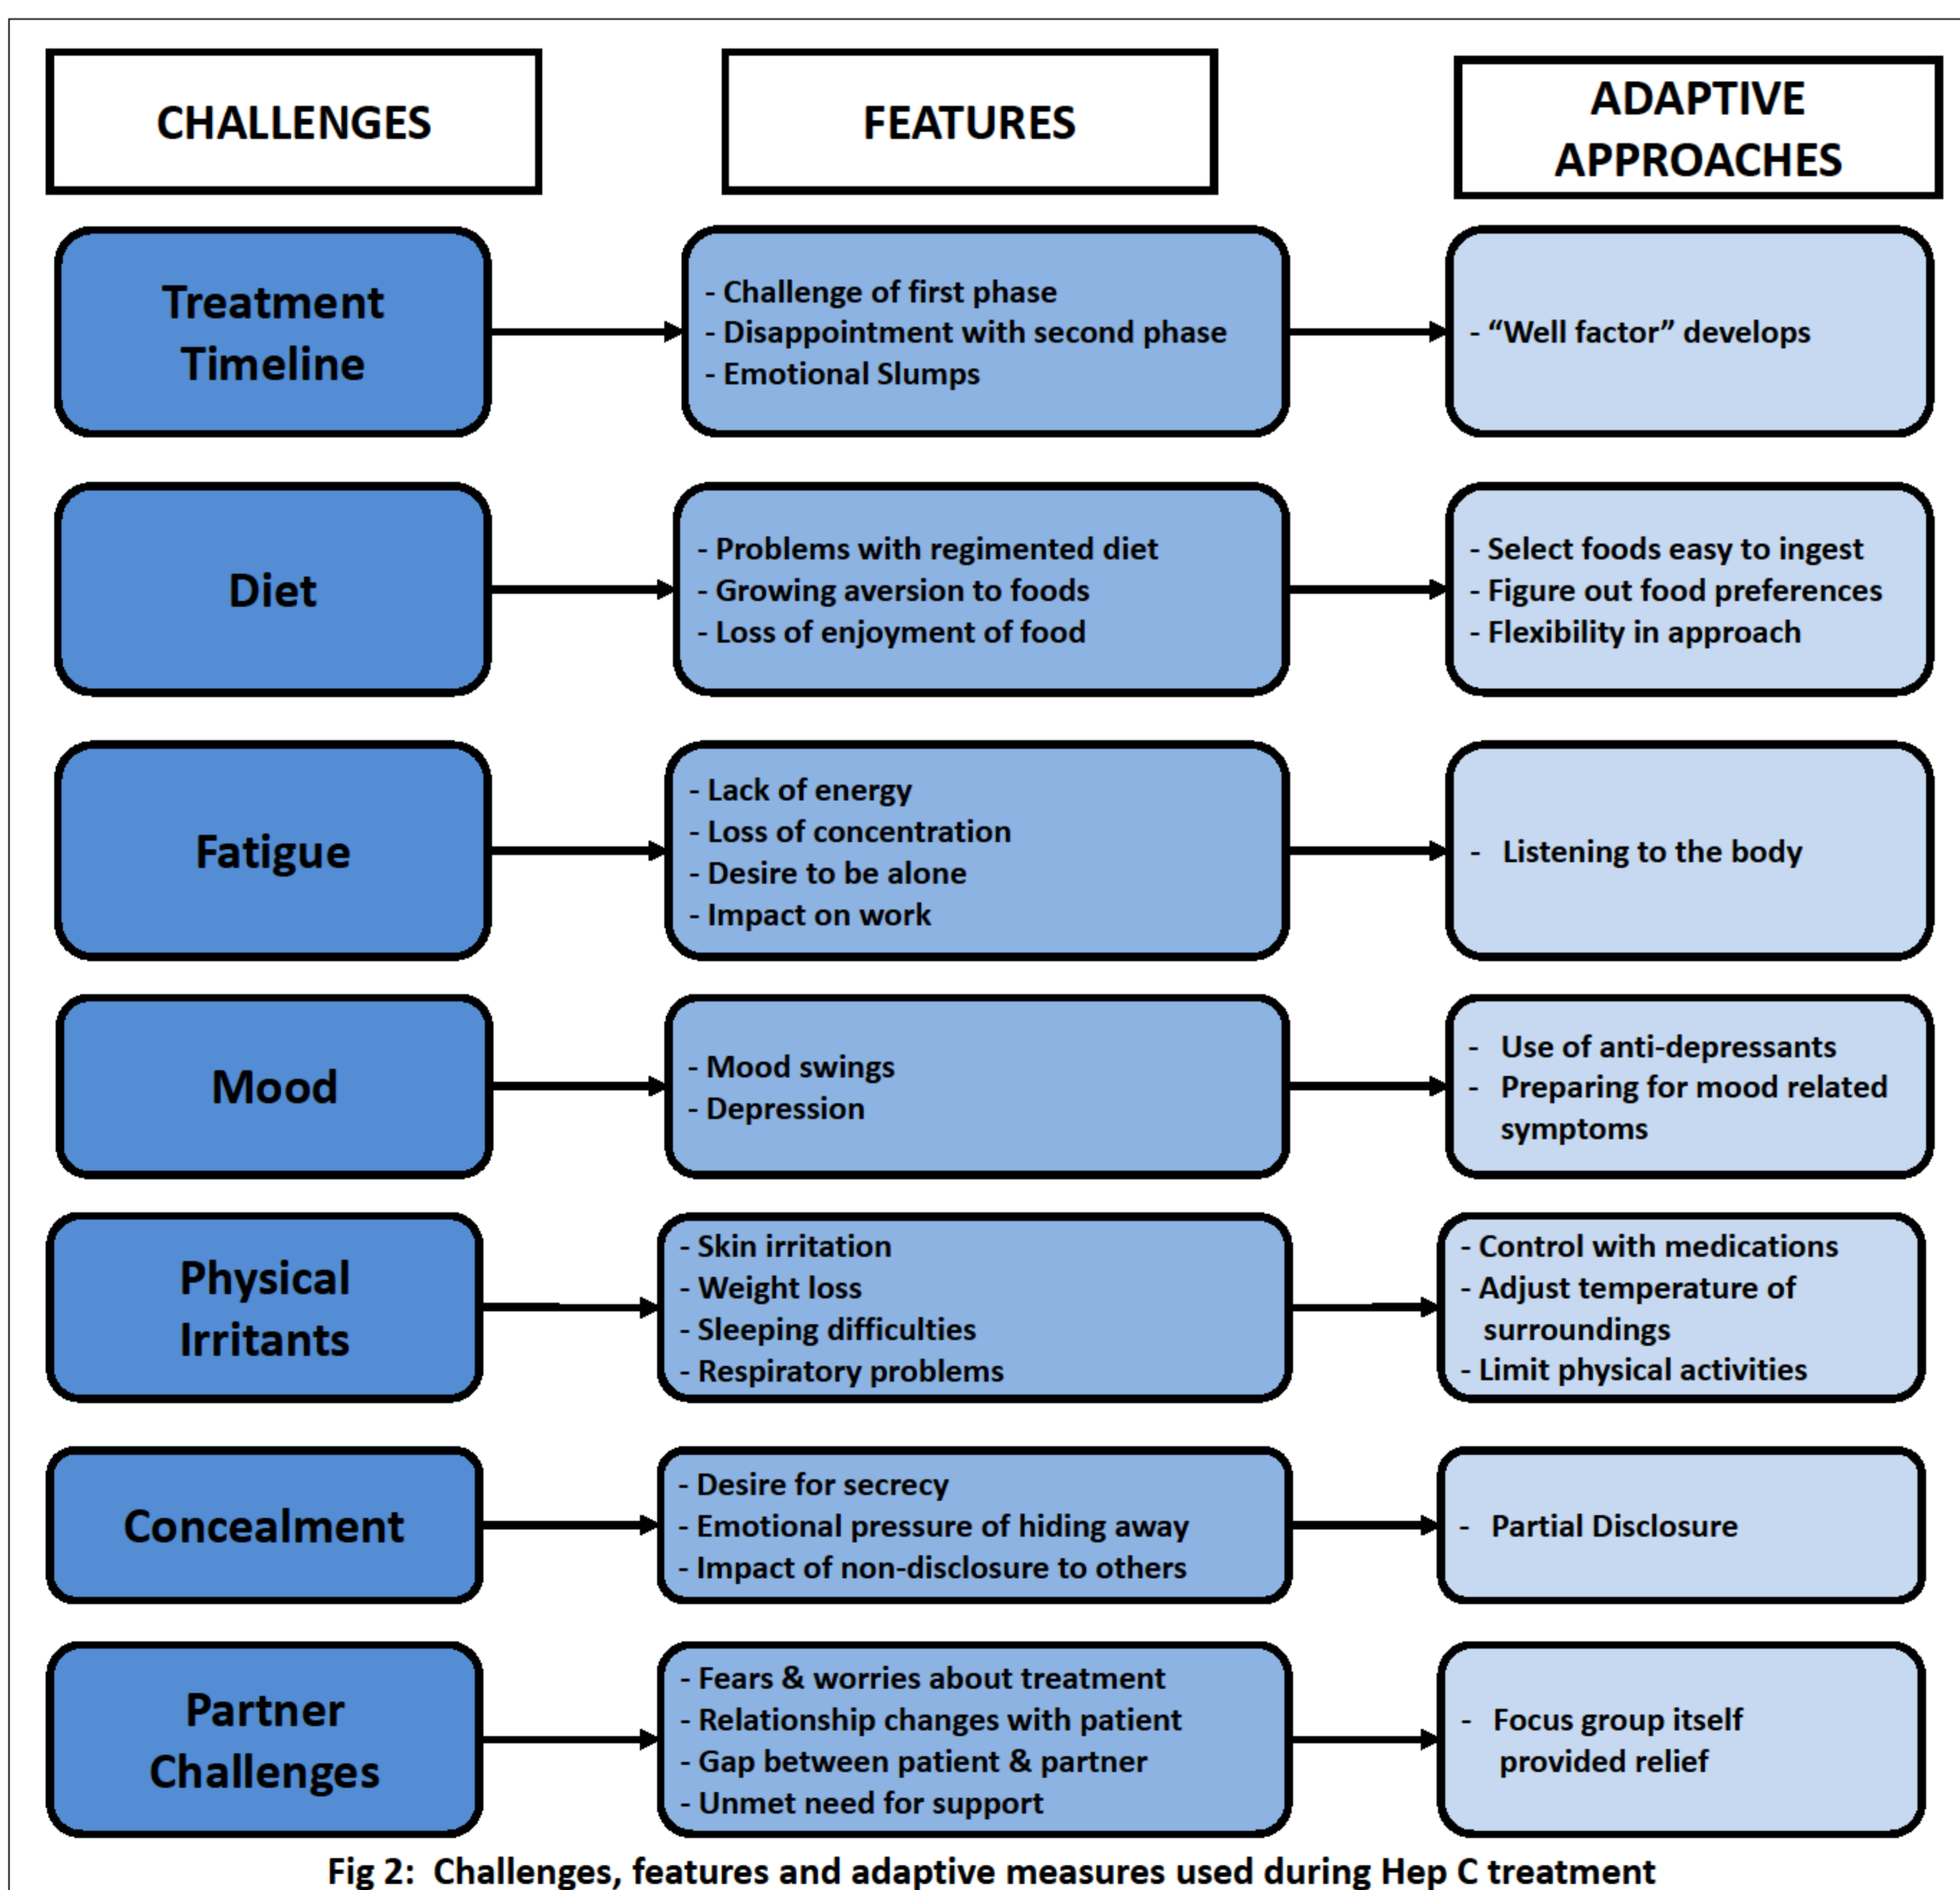 CHALLENGES
FEATURES
ADAPTIVE
APPROACHES
Treatment
Timeline
- Challenge of first phase
- Disappointment with second phase
- Emotional Slumps
- “Well factor” develops
Diet
- Problems with regimented diet
- Growing aversion to foods
- Loss of enjoyment of food
- Select foods easy to ingest
- Figure out food preferences
- Flexibility in approach
Fatigue
- Lack of energy
- Loss of concentration
- Desire to be alone
- Impact on work
- Listening to the body
Mood
- Mood swings
- Depression
- Use of anti-depressants
- Preparing for mood related
symptoms
Physical
Irritants
- Skin irritation
- Weight loss
- Sleeping difficulties
- Respiratory problems
- Control with medications
- Adjust temperature of
surroundings
- Limit physical activities
Concealment
- Desire for secrecy
- Emotional pressure of hiding away
- Impact of non-disclosure to others
- Partial Disclosure
Partner
Challenges
- Fears & worries about treatment
- Relationship changes with patient
- Gap between patient & partner
- Unmet need for support
- Focus group itself
provided relief
Fig 2: Challenges, features and adaptive measures used during Hep C treatment